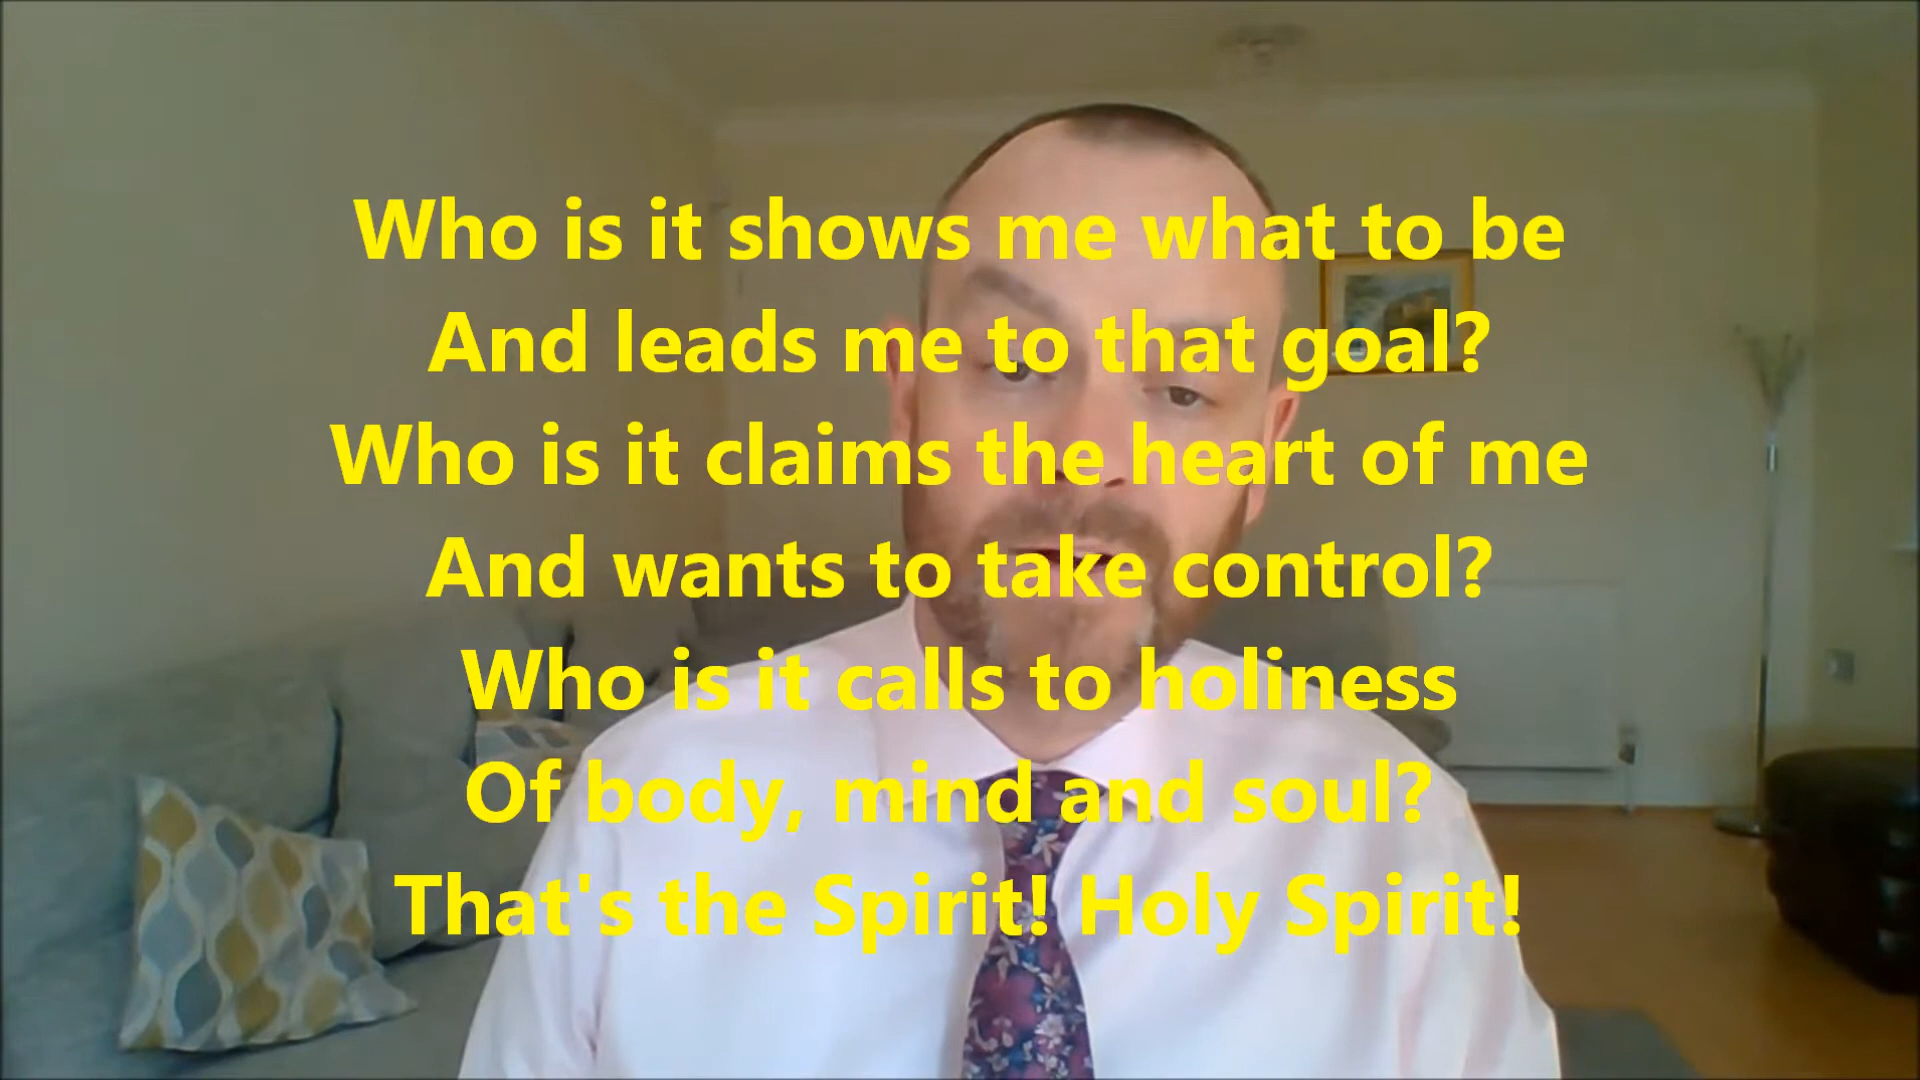 Who is it shows me what to be
And leads me to that goal?
Who is it claims the heart of me
And wants to take control?
Who is it calls to holiness
Of body, mind and soul?
That's the Spirit! Holy Spirit!